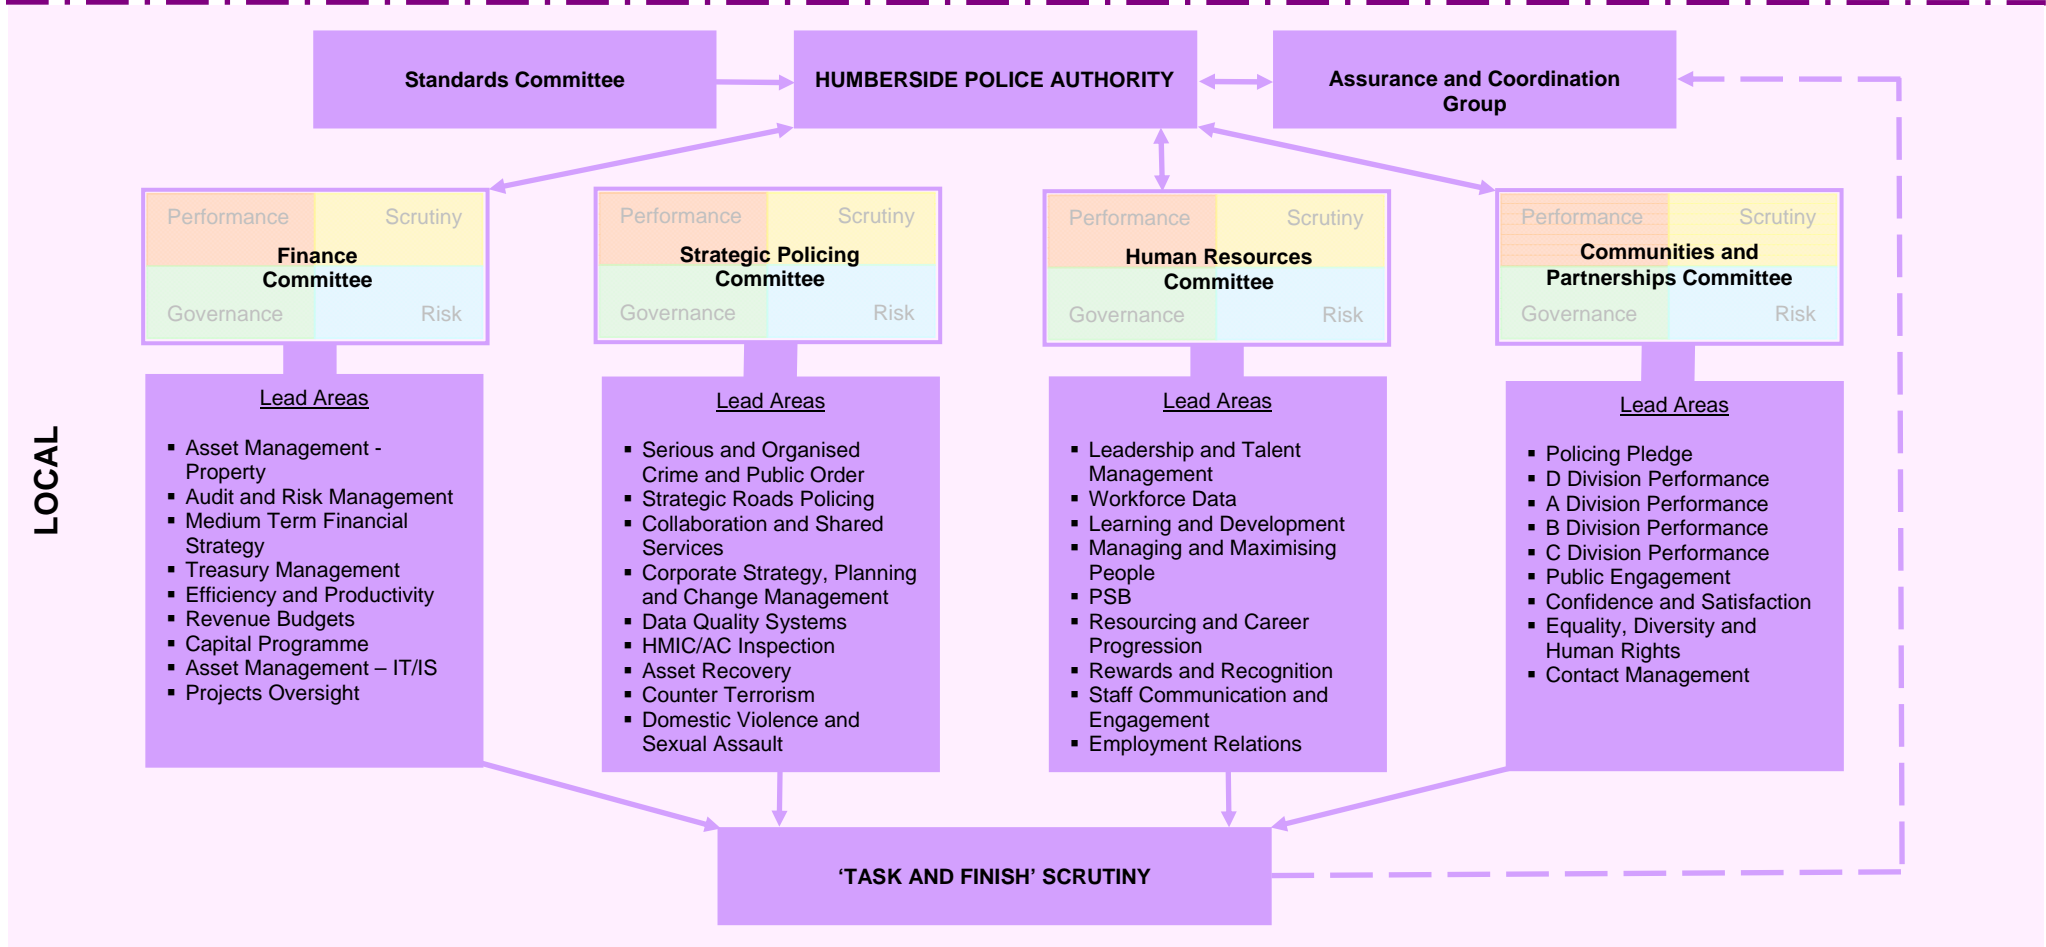 Standards Committee
HUMBERSIDE POLICE AUTHORITY
Assurance and Coordination
Group
Performance
Scrutiny
Finance
Committee
Governance
Risk
Performance
Scrutiny
Strategic Policing
Committee
Governance
Risk
Performance
Scrutiny
Human Resources
Committee
Governance
Risk
Performance
Scrutiny
Communities and
Partnerships Committee
Governance
Risk
LOCAL
Lead Areas
▪ Asset Management -
Property
▪ Audit and Risk Management
▪ Medium Term Financial
Strategy
▪ Treasury Management
▪ Efficiency and Productivity
▪ Revenue Budgets
▪ Capital Programme
▪ Asset Management – IT/IS
▪ Projects Oversight
Lead Areas
▪ Serious and Organised
Crime and Public Order
▪ Strategic Roads Policing
▪ Collaboration and Shared
Services
▪ Corporate Strategy, Planning
and Change Management
▪ Data Quality Systems
▪ HMIC/AC Inspection
▪ Asset Recovery
▪ Counter Terrorism
▪ Domestic Violence and
Sexual Assault
Lead Areas
▪ Leadership and Talent
Management
▪ Workforce Data
▪ Learning and Development
▪ Managing and Maximising
People
▪ PSB
▪ Resourcing and Career
Progression
▪ Rewards and Recognition
▪ Staff Communication and
Engagement
▪ Employment Relations
Lead Areas
▪ Policing Pledge
▪ D Division Performance
▪ A Division Performance
▪ B Division Performance
▪ C Division Performance
▪ Public Engagement
▪ Confidence and Satisfaction
▪ Equality, Diversity and
Human Rights
▪ Contact Management
‘TASK AND FINISH’ SCRUTINY